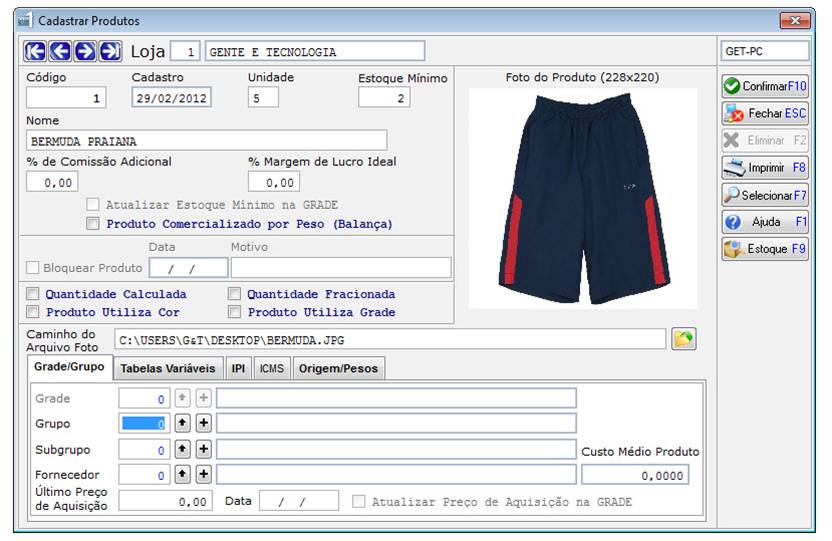 Cadastrar Produtos
Loja 1 GENTE E TECNOLOGIA GET-PC
Código Cadastro Unidade Estoque Mínimo Foto do Produto (228x220)
1 29/02/2012 5 2
Nome
BERMUDA PRAIANA
% de Comissão Adicional % Margem de Lucro Ideal
0,00 0,00
Atualizar Estoque Mínimo na GRADE
Produto Comercializado por Peso (Balança)
Data Motivo
Bloquear Produto / /
Quantidade Calculada Quantidade Fracionada
Produto Utiliza Cor Produto Utiliza Grade
Confirmar F10
Fechar ESC
Eliminar F2
Imprimir F8
Selecionar F7
Ajuda F1
Estoque F9
Caminho do
Arquivo Foto C:\USERS\G&T\DESKTOP\BERMUDA.JPG
Grade/Grupo Tabelas Variáveis IPI ICMS Origem/Pesos
Grade 0
Grupo 0
Subgrupo 0 Custo Médio Produto
Fornecedor 0 0,0000
Último Preço
de Aquisição 0,00 Data / / Atualizar Preço de Aquisição na GRADE